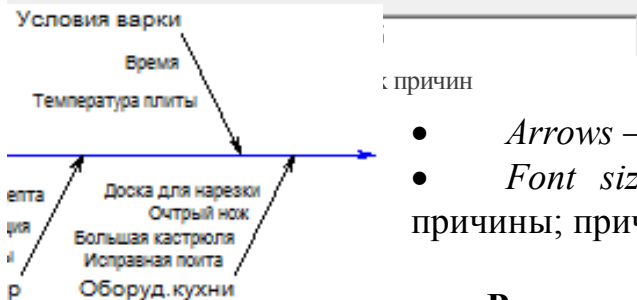 Условия варки
Время
Температура плиты
Доска для нарезки
Очтрый нож
Большая кастрюля
Исправная поита
Оборуд.кухни
причин
• Arrows –
• Font siz
причины; прич